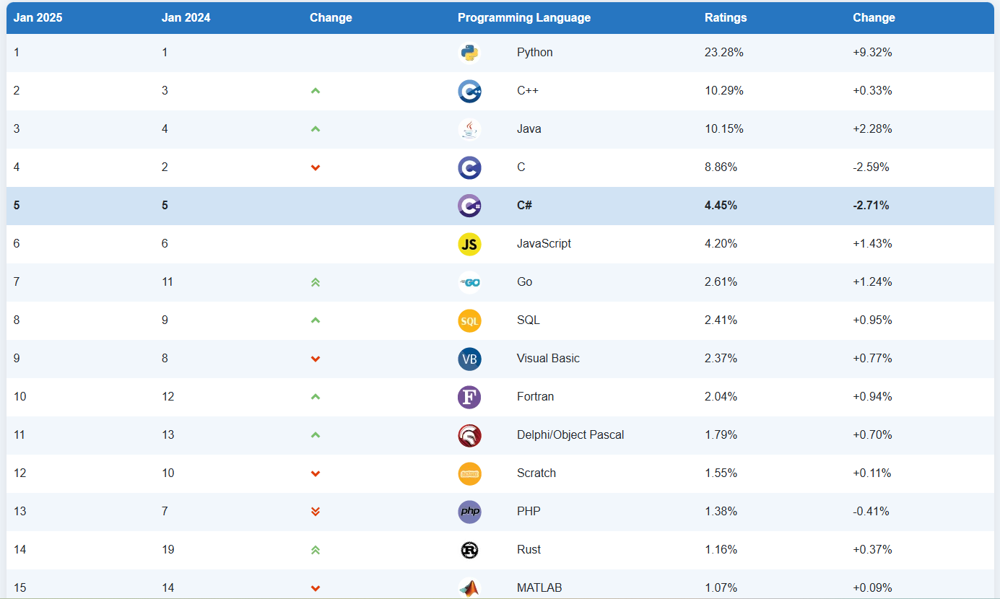 Jan 2025 Jan 2024 Change Programming Language Ratings Change
1 1 Python 23.28% +9.32%
2 3 C++ 10.29% +0.33%
3 4 Java 10.15% +2.28%
4 2 C 8.86% -2.59%
5 5 C# 4.45% -2.71%
6 6 JS JavaScript 4.20% +1.43%
7 11 GO Go 2.61% +1.24%
8 9 SQL SQL 2.41% +0.95%
9 8 VB Visual Basic 2.37% +0.77%
10 12 F Fortran 2.04% +0.94%
11 13 Delphi/Object Pascal 1.79% +0.70%
12 10 Scratch 1.55% +0.11%
13 7 php PHP 1.38% -0.41%
14 19 R Rust 1.16% +0.37%
15 14 MATLAB 1.07% +0.09%